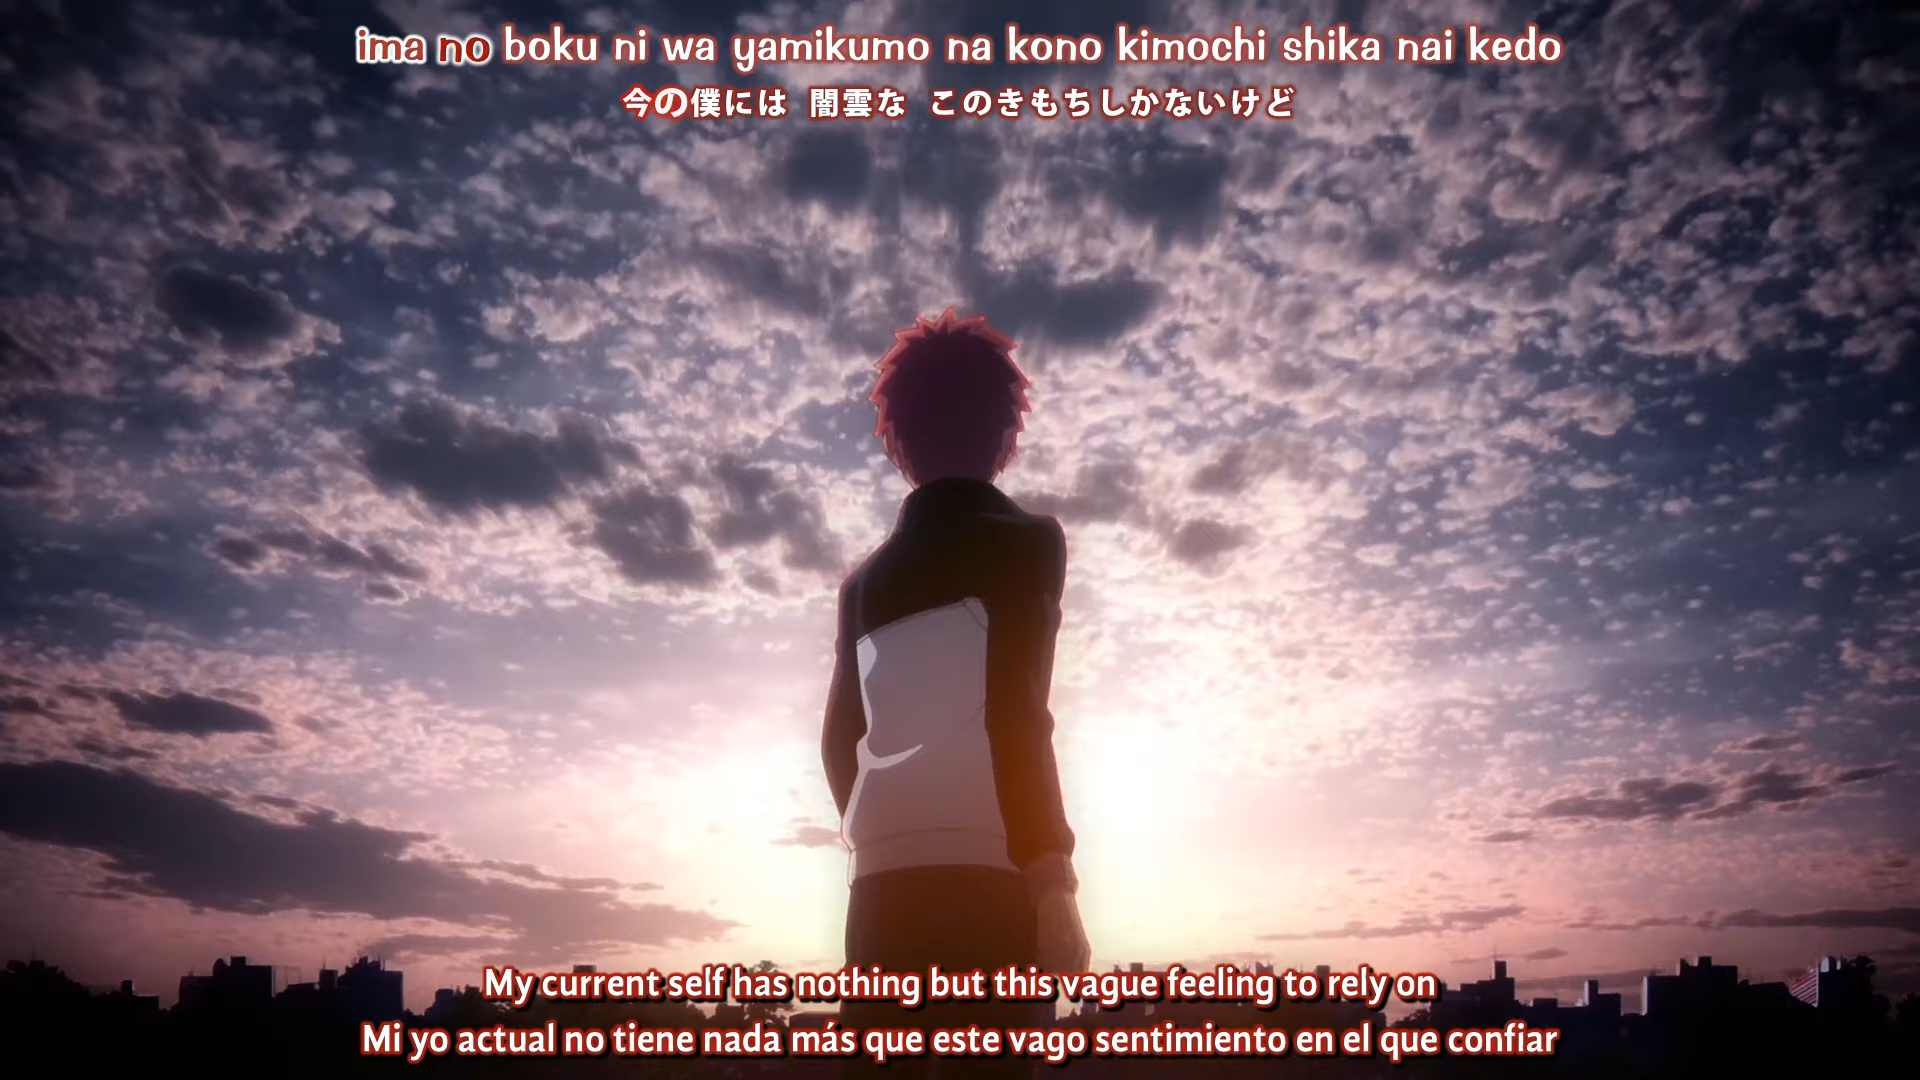 ima no boku ni wa yamikumo na kono kimochi shika nai kedo
今の僕には 闇雲な このきもちしかないけど
My current self has nothing but this vague feeling to rely on
Mi yo actual no tiene nada más que este vago sentimiento en el que confiar